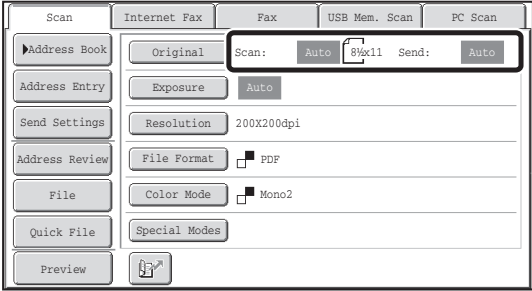 Scan Internet Fax Fax USB Mem. Scan PC Scan
Address Book Original Scan: Auto 8½x11 Send: Auto
Address Entry Exposure Auto
Send Settings Resolution 200X200dpi
Address Review File Format PDF
File Color Mode Mono2
Quick File Special Modes
Preview